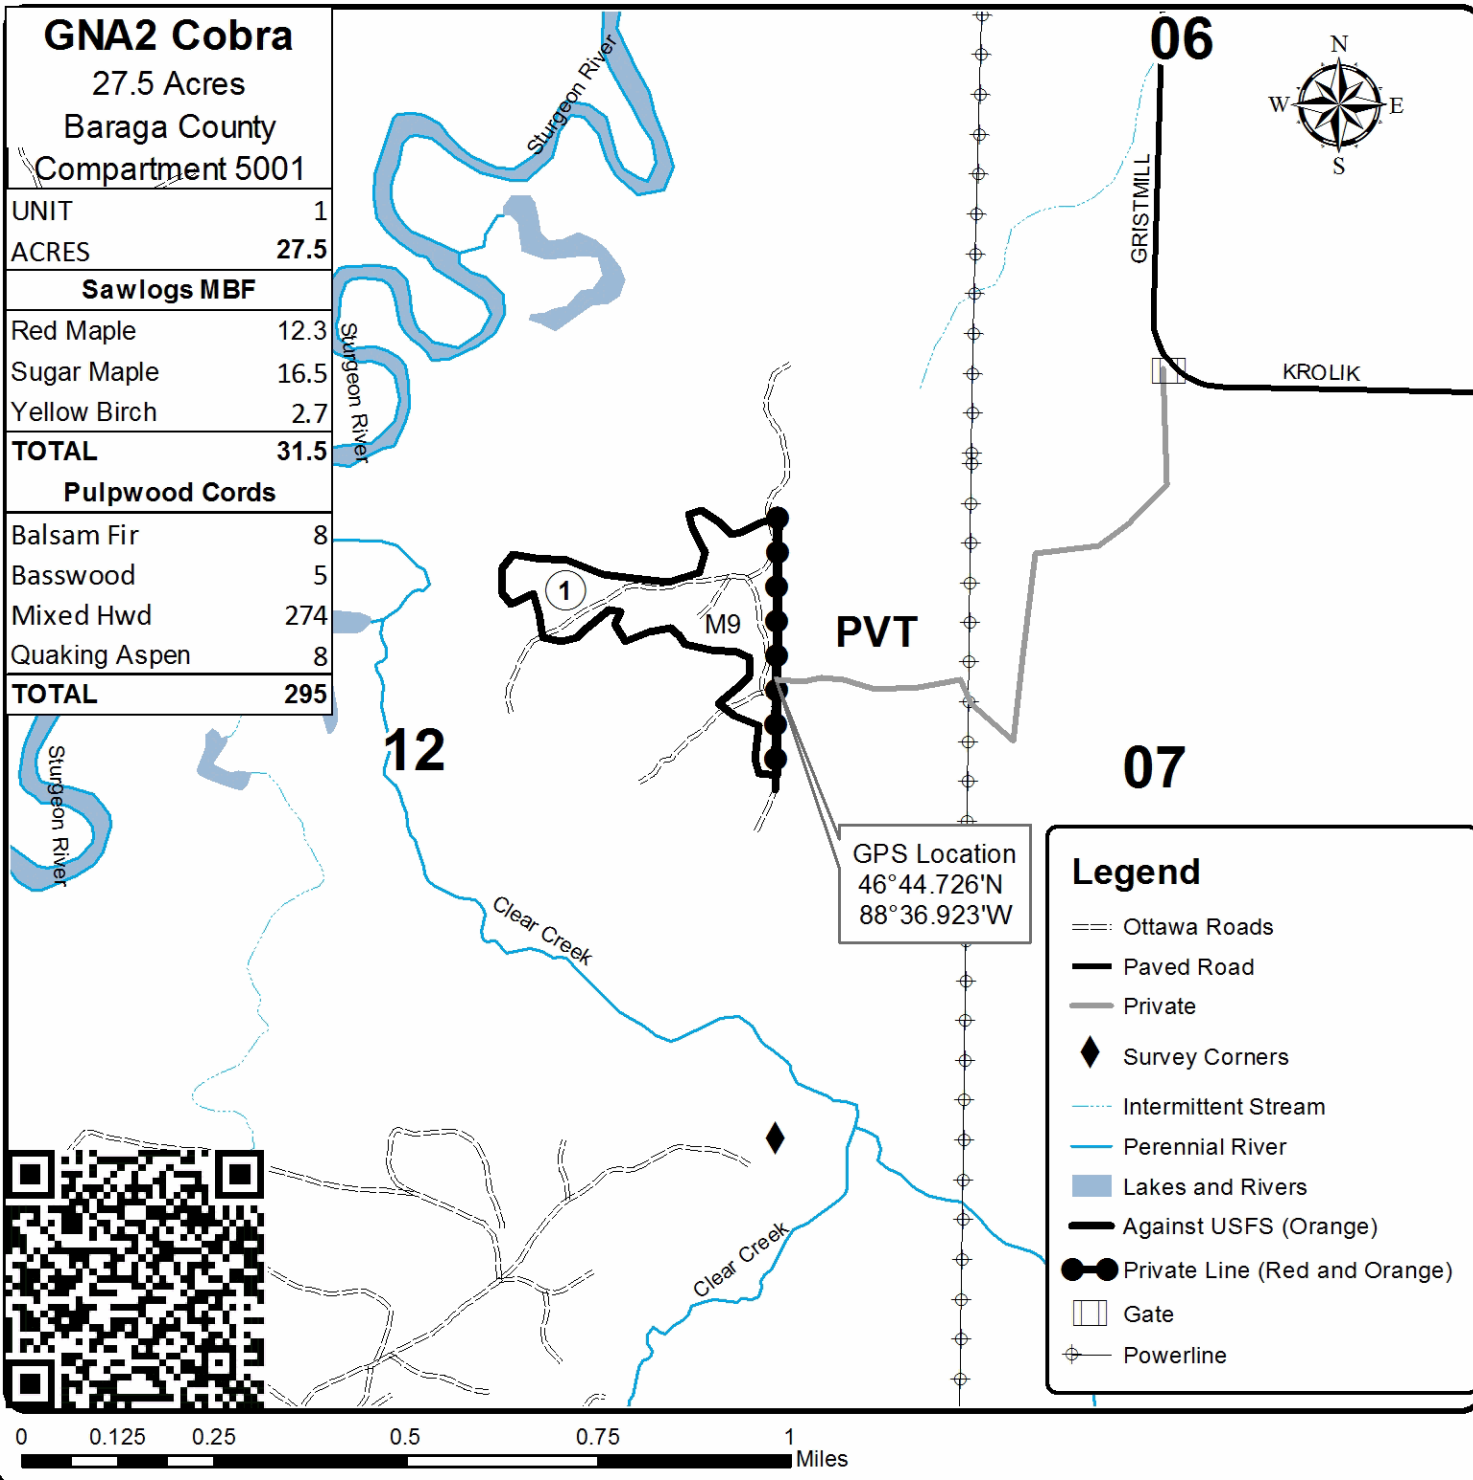 GNA2 Cobra
27.5 Acres
Baraga County
Compartment 5001
UNIT 1
ACRES 27.5
Sawlogs MBF
Red Maple 12.3
Sugar Maple 16.5
Yellow Birch 2.7
TOTAL 31.5
Pulpwood Cords
Balsam Fir 8
Basswood 5
Mixed Hwd 274
Quaking Aspen 8
TOTAL 295
Sturgeon River
Sturgeon River
Sturgeon River
06
N
W E
S
GRISTMILL
KROLIK
1
M9
PVT
12
07
GPS Location
46°44.726'N
88°36.923'W
Clear Creek
Clear Creek
Legend
Ottawa Roads
Paved Road
Private
Survey Corners
Intermittent Stream
Perennial River
Lakes and Rivers
Against USFS (Orange)
Private Line (Red and Orange)
Gate
Powerline
0 0.125 0.25 0.5 0.75 1
Miles